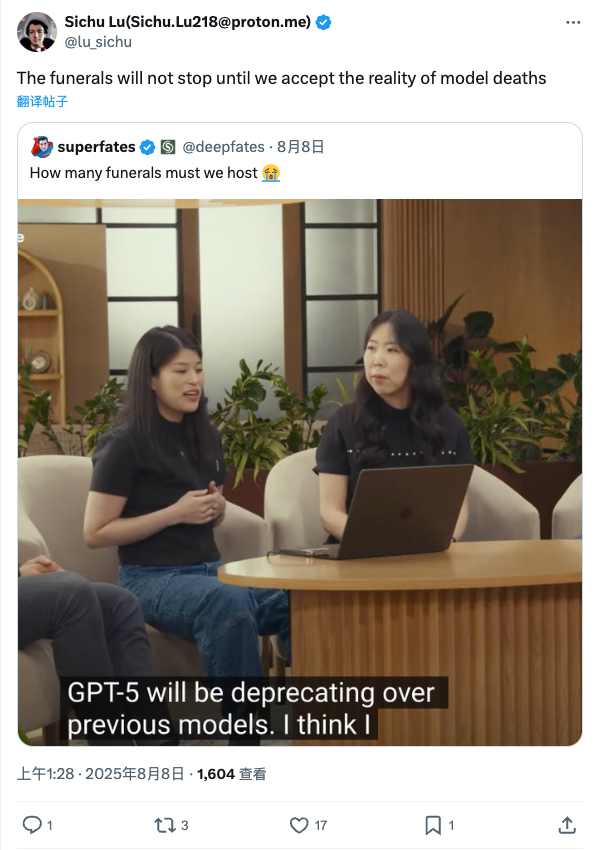 Sichu Lu(Sichu.Lu218@proton.me)
@lu_sichu
The funerals will not stop until we accept the reality of model deaths
翻译帖子
superfates S @deepfates · 8月8日
How many funerals must we host 😭
e
GPT-5 will be deprecating over
previous models. I think I
上午1:28 · 2025年8月8日 · 1,604 查看
1 3 17 1